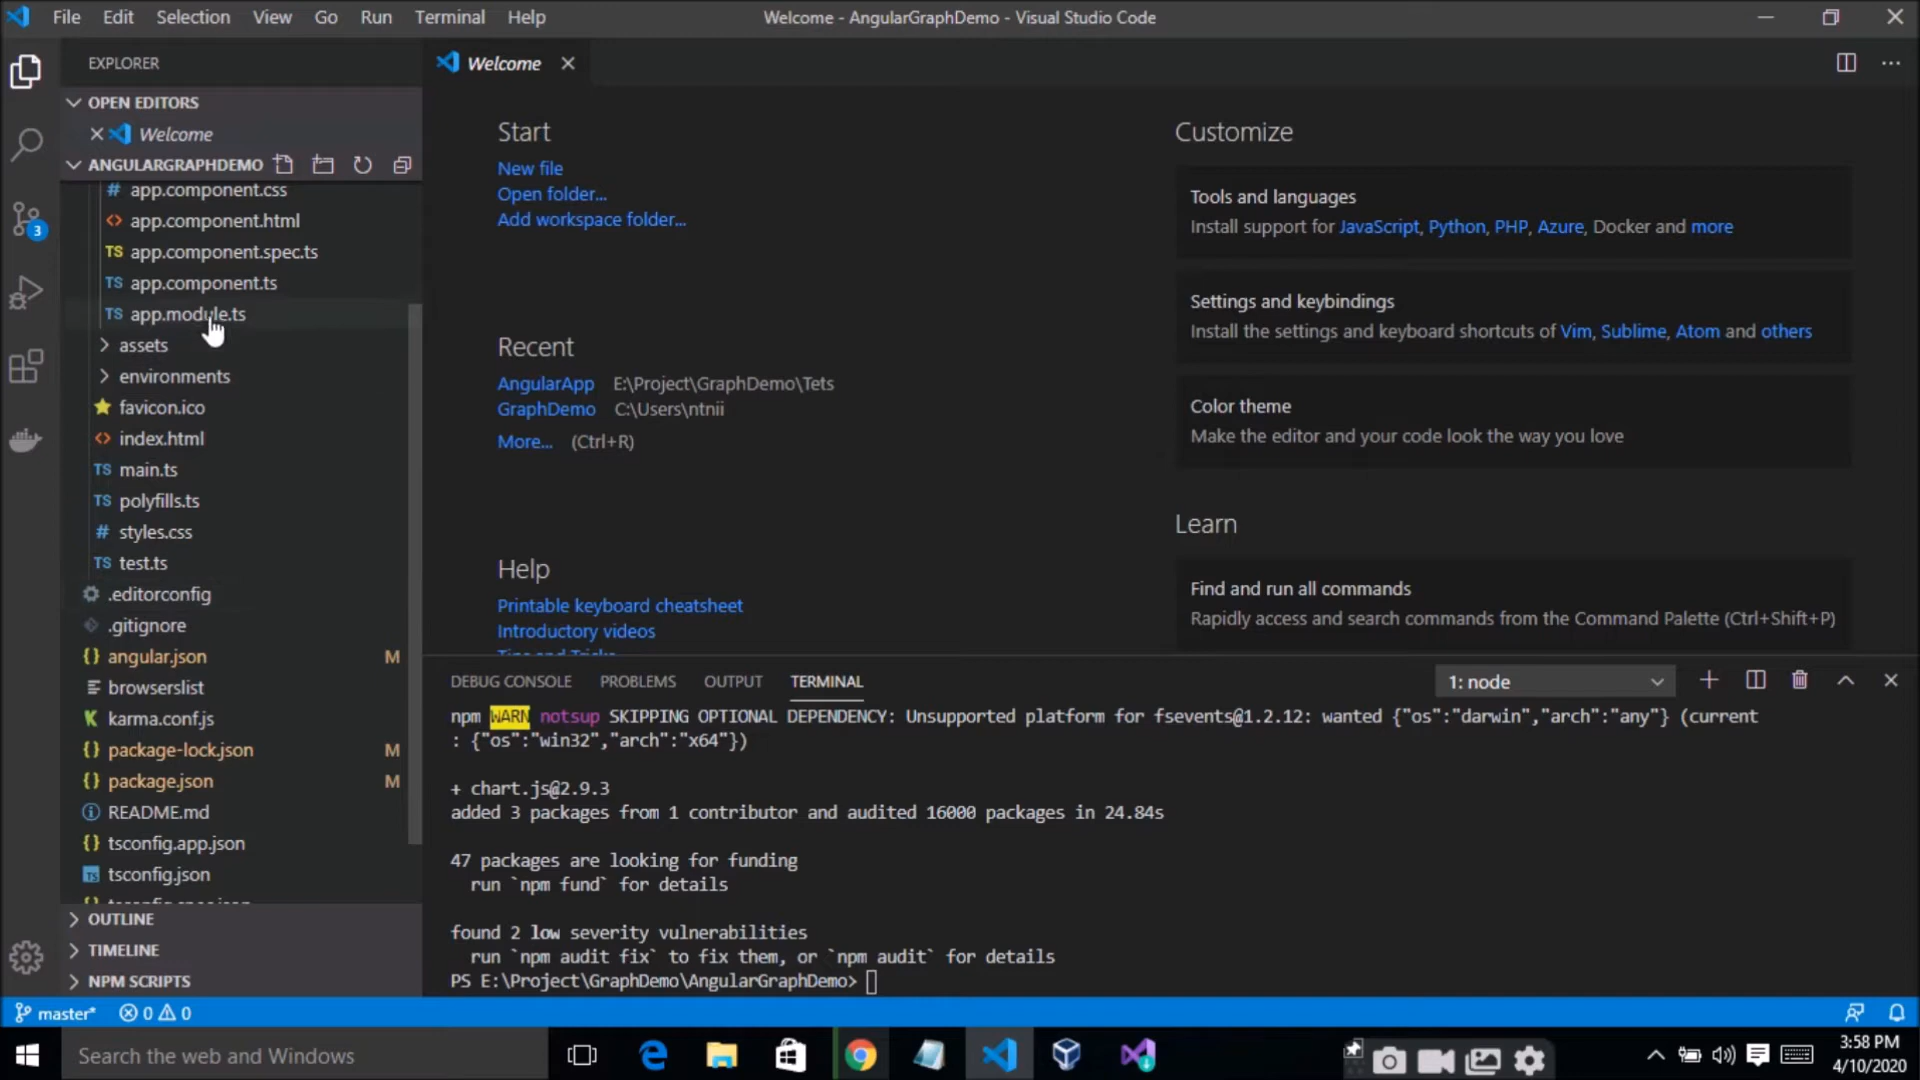 File Edit Selection View Go Run Terminal Help
Welcome - AngularGraphDemo - Visual Studio Code
EXPLORER
OPEN EDITORS
Welcome
ANGULARGRAPHDEMO
app.component.css
app.component.html
TS app.component.spec.ts
TS app.component.ts
TS app.module.ts
assets
environments
favicon.ico
index.html
TS main.ts
TS polyfills.ts
# styles.css
TS test.ts
.editorconfig
.gitignore
{} angular.json M
browserslist
karma.conf.js
{} package-lock.json M
{} package.json M
README.md
{} tsconfig.app.json
TS tsconfig.json
OUTLINE
TIMELINE
NPM SCRIPTS
3
Welcome
Start
New file
Open folder...
Add workspace folder...
Recent
AngularApp E:\Project\GraphDemo\Tets
GraphDemo C:\Users\ntnii
More... (Ctrl+R)
Help
Printable keyboard cheatsheet
Introductory videos
Tips and Tricks
Customize
Tools and languages
Install support for JavaScript, Python, PHP, Azure, Docker and more
Settings and keybindings
Install the settings and keyboard shortcuts of Vim, Sublime, Atom and others
Color theme
Make the editor and your code look the way you love
Learn
Find and run all commands
Rapidly access and search commands from the Command Palette (Ctrl+Shift+P)
DEBUG CONSOLE PROBLEMS OUTPUT TERMINAL
1: node
npm WARN notsup SKIPPING OPTIONAL DEPENDENCY: Unsupported platform for fsevents@1.2.12: wanted {"os":"darwin","arch":"any"} (current
: {"os":"win32","arch":"x64"})
+ chart.js@2.9.3
added 3 packages from 1 contributor and audited 16000 packages in 24.84s
47 packages are looking for funding
run `npm fund` for details
found 2 low severity vulnerabilities
run `npm audit fix` to fix them, or `npm audit` for details
PS E:\Project\GraphDemo\AngularGraphDemo>
master* 0 0
Search the web and Windows
3:58 PM
4/10/2020